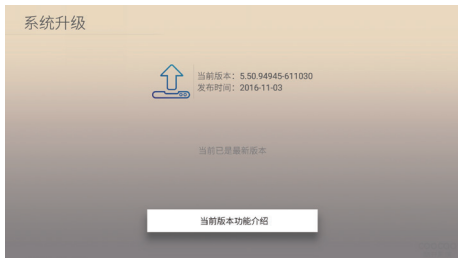 系统升级
当前版本：5.50.94945-611030
发布时间：2016-11-03
当前已是最新版本
当前版本功能介绍